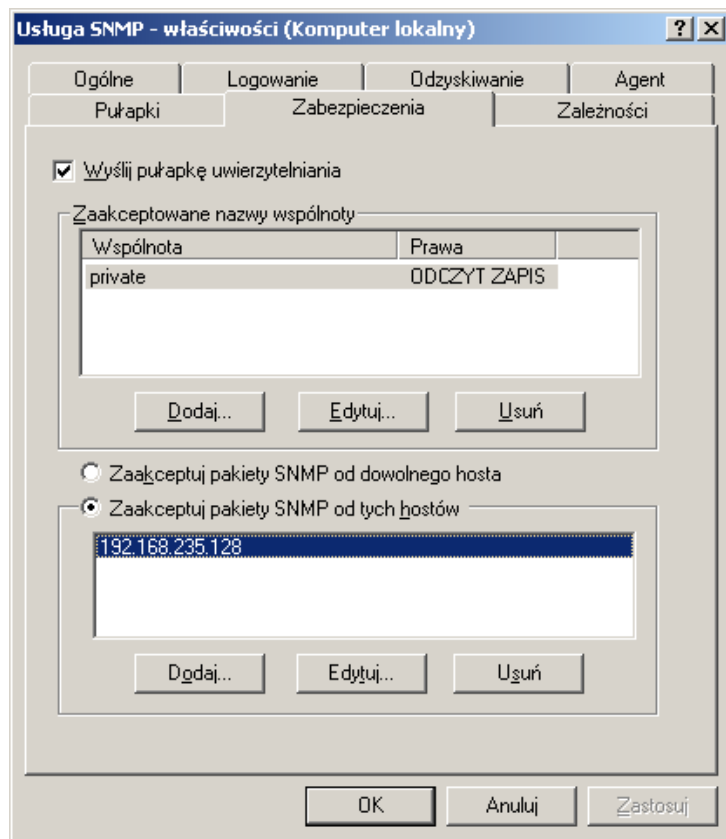 Usługa SNMP - właściwości (Komputer lokalny)
Ogólne Logowanie Odzyskiwanie Agent
Pułapki Zabezpieczenia Zależności
Wyślij pułapkę uwierzytelniania
Zaakceptowane nazwy wspólnoty
Wspólnota Prawa
private ODCZYT ZAPIS
Dodaj... Edytuj... Usuń
Zaakceptuj pakiety SNMP od dowolnego hosta
Zaakceptuj pakiety SNMP od tych hostów
192.168.235.128
Dodaj... Edytuj... Usuń
OK Anuluj Zastosuj